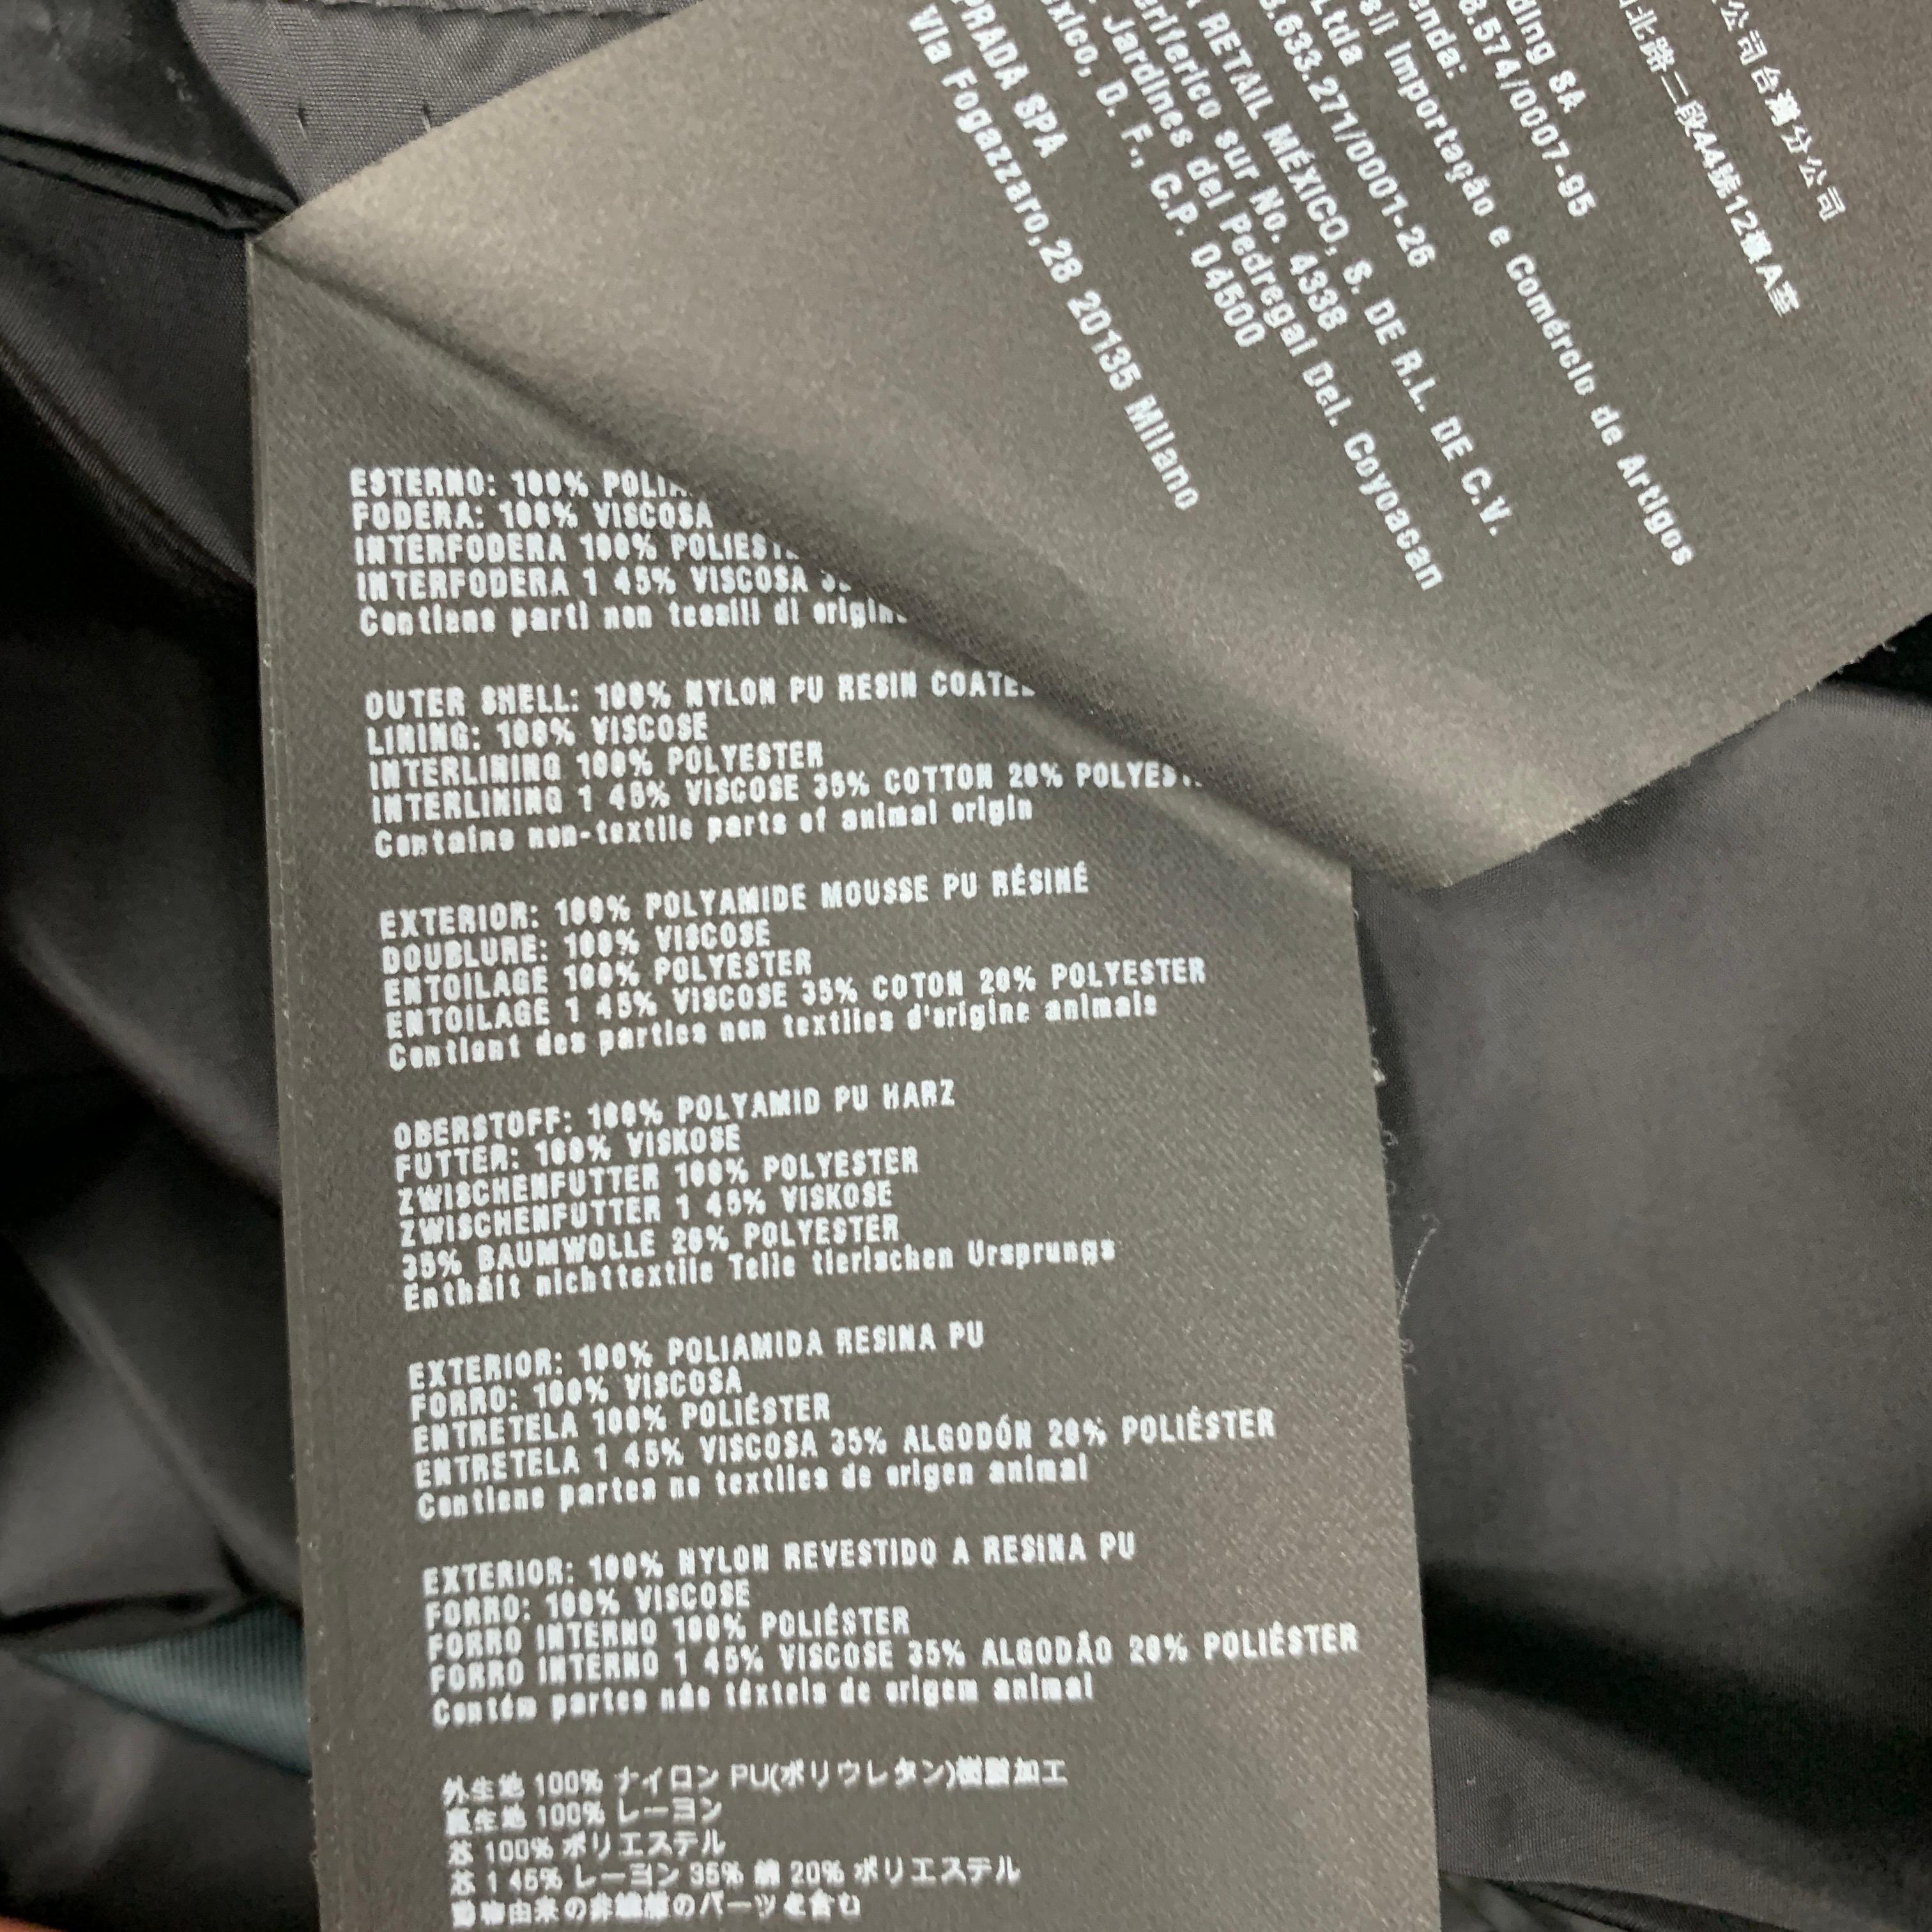 公司台灣分公司
北路二段44號12樓A室
ding SA
8.574/0007-95
enda:
sil Importação e Comércio de Artigos
Ltda
3.633.271/0001-26
RETAIL MÉXICO, S. DE R.L. DE C.V.
eriferico sur No. 4338
Jardines del Pedregal Del. Coyoacan
éxico, D. F., C.P. 04500
PRADA SPA
Via Fogazzaro,28 20135 Milano
ESTERNO: 100% POLIA
FODERA: 100% VISCOSA
INTERFODERA 100% POLIEST
INTERFODERA 1 45% VISCOSA 3
Contiene parti non tessili di origin
OUTER SHELL: 100% NYLON PU RESIN COATE
LINING: 100% VISCOSE
INTERLINING 100% POLYESTER
INTERLINING 1 45% VISCOSE 35% COTTON 20% POLYEST
Contains non-textile parts of animal origin
EXTERIOR: 100% POLYAMIDE MOUSSE PU RÉSINÉ
DOUBLURE: 100% VISCOSE
ENTOILAGE 100% POLYESTER
ENTOILAGE 1 45% VISCOSE 35% COTON 20% POLYESTER
Contient des parties non textiles d'origine animale
OBERSTOFF: 100% POLYAMID PU HARZ
FUTTER: 100% VISKOSE
ZWISCHENFUTTER 100% POLYESTER
ZWISCHENFUTTER 1 45% VISKOSE
35% BAUMWOLLE 20% POLYESTER
Enthält nichttextile Teile tierischen Ursprungs
EXTERIOR: 100% POLIAMIDA RESINA PU
FORRO: 100% VISCOSA
ENTRETELA 100% POLIÉSTER
ENTRETELA 1 45% VISCOSA 35% ALGODÓN 20% POLIÉSTER
Contiene partes no textiles de origen animal
EXTERIOR: 100% NYLON REVESTIDO A RESINA PU
FORRO: 100% VISCOSE
FORRO INTERNO 100% POLIÉSTER
FORRO INTERNO 1 45% VISCOSE 35% ALGODÃO 20% POLIÉSTER
Contém partes não têxteis de origem animal
外生地 100% ナイロン PU(ポリウレタン)樹脂加工
裏生地 100% レーヨン
芯 100% ポリエステル
芯 1 45% レーヨン 35% 綿 20% ポリエステル
動物由来の非繊維のパーツを含む